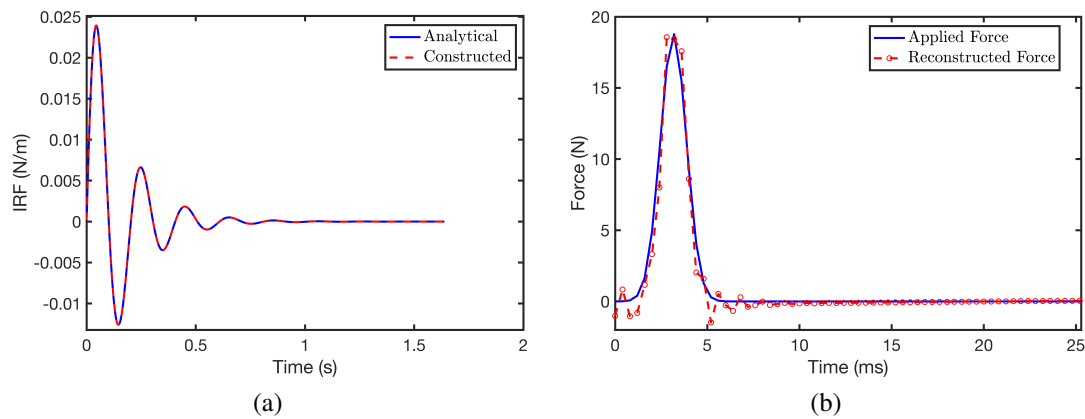 0.025
0.02
0.015
0.01
0.005
0
-0.005
-0.01
IRF (N/m)
Analytical
Constructed
0 0.5 1 1.5 2
Time (s)
(a)
20
15
10
5
0
Force (N)
Applied Force
Reconstructed Force
0 5 10 15 20 25
Time (ms)
(b)